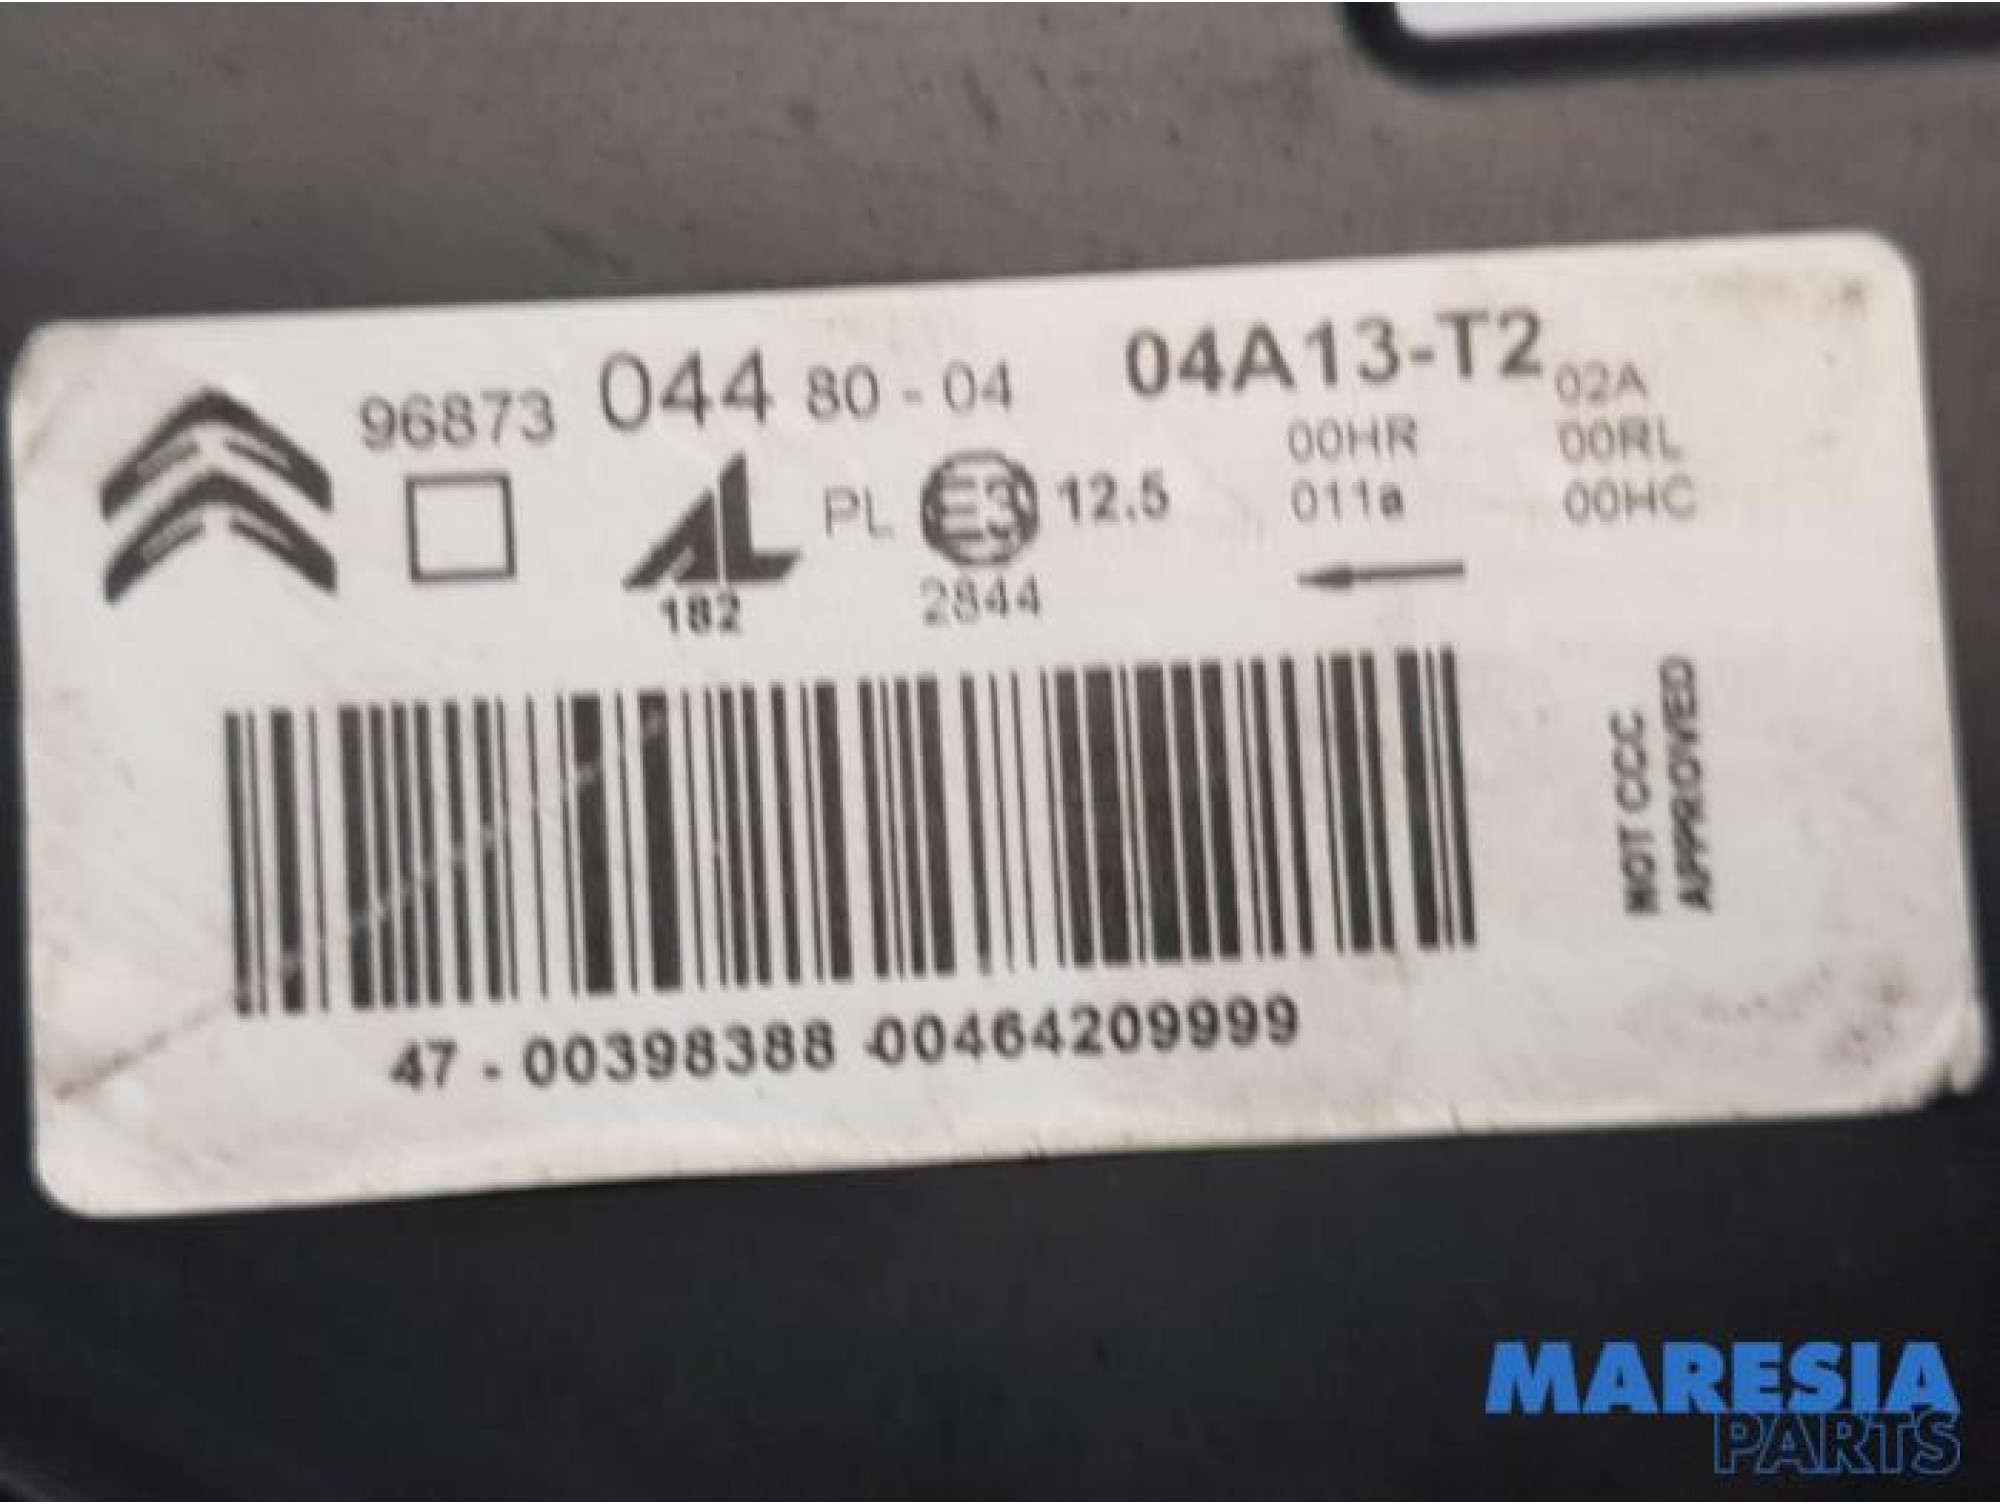 96873 044 80 - 04 04A13-T2 02A
00HR 00RL
AL PL E3 12.5 011a 00HC
182 2844
NOT CCC
APPROVED
47 - 00398388 -00464209999
MARESIA
PARTS